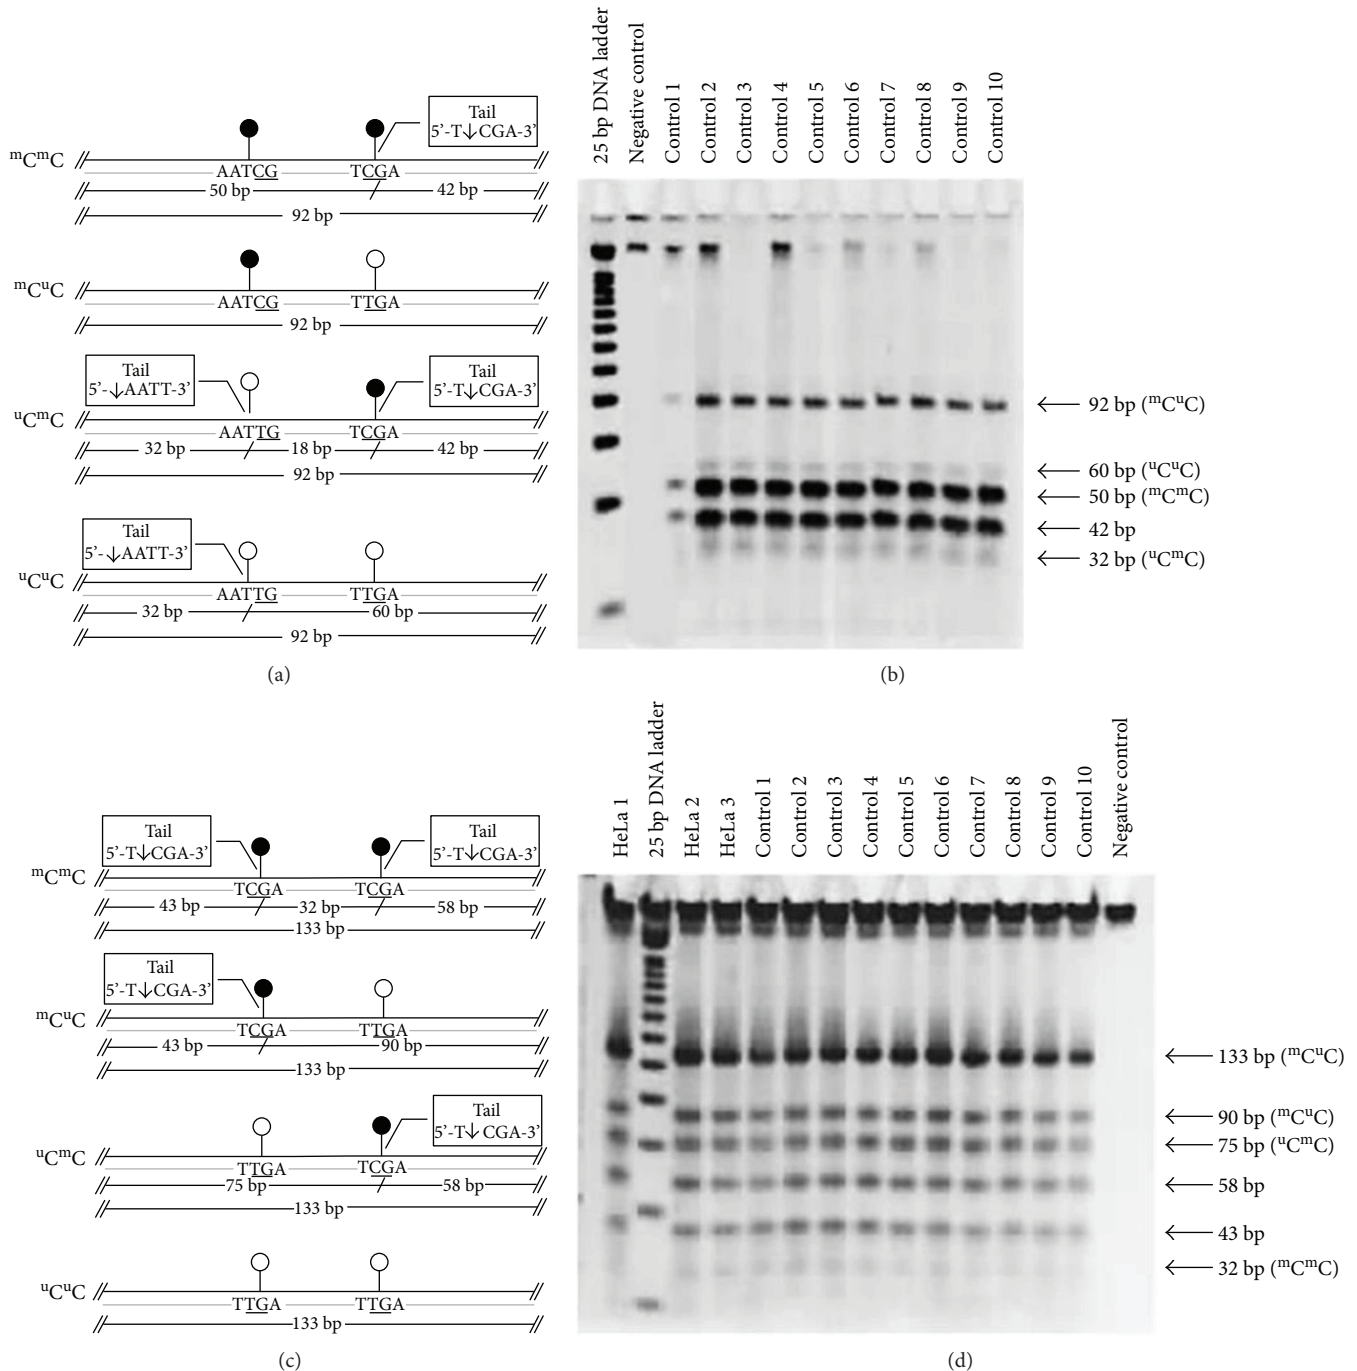 Tail
5'-T↓CGA-3'
ᵐCᵐC
AATCG
TCGA
50 bp
42 bp
92 bp
ᵐCᵘC
AATCG
TTGA
92 bp
Tail
5'-↓AATT-3'
Tail
5'-T↓CGA-3'
ᵘCᵐC
AATTG
TCGA
32 bp
18 bp
42 bp
92 bp
Tail
5'-↓AATT-3'
ᵘCᵘC
AATTG
TTGA
32 bp
60 bp
92 bp
(a)
25 bp DNA ladder
Negative control
Control 1
Control 2
Control 3
Control 4
Control 5
Control 6
Control 7
Control 8
Control 9
Control 10
92 bp (ᵐCᵘC)
60 bp (ᵘCᵘC)
50 bp (ᵐCᵐC)
42 bp
32 bp (ᵘCᵐC)
(b)
Tail
5'-T↓CGA-3'
Tail
5'-T↓CGA-3'
ᵐCᵐC
TCGA
TCGA
43 bp
32 bp
58 bp
133 bp
Tail
5'-T↓CGA-3'
ᵐCᵘC
TCGA
TTGA
43 bp
90 bp
133 bp
Tail
5'-T↓ CGA-3'
ᵘCᵐC
TTGA
TCGA
75 bp
58 bp
133 bp
ᵘCᵘC
TTGA
TTGA
133 bp
(c)
HeLa 1
25 bp DNA ladder
HeLa 2
HeLa 3
Control 1
Control 2
Control 3
Control 4
Control 5
Control 6
Control 7
Control 8
Control 9
Control 10
Negative control
133 bp (ᵐCᵘC)
90 bp (ᵐCᵘC)
75 bp (ᵘCᵐC)
58 bp
43 bp
32 bp (ᵐCᵐC)
(d)